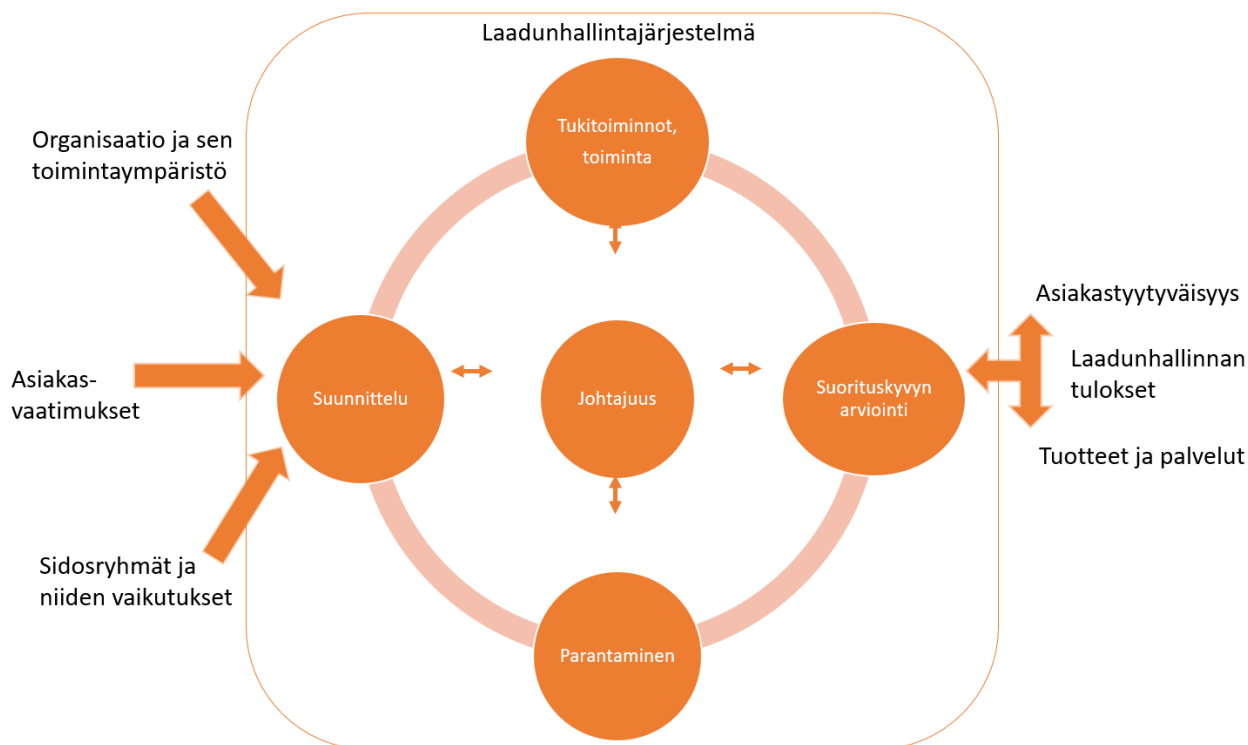 Laadunhallintajärjestelmä
Tukitoiminnot,
toiminta
Organisaatio ja sen
toimintaympäristö
Asiakas-
vaatimukset
Sidosryhmät ja
niiden vaikutukset
Suunnittelu
Johtajuus
Suorituskyvyn
arviointi
Parantaminen
Asiakastyytyväisyys
Laadunhallinnan
tulokset
Tuotteet ja palvelut